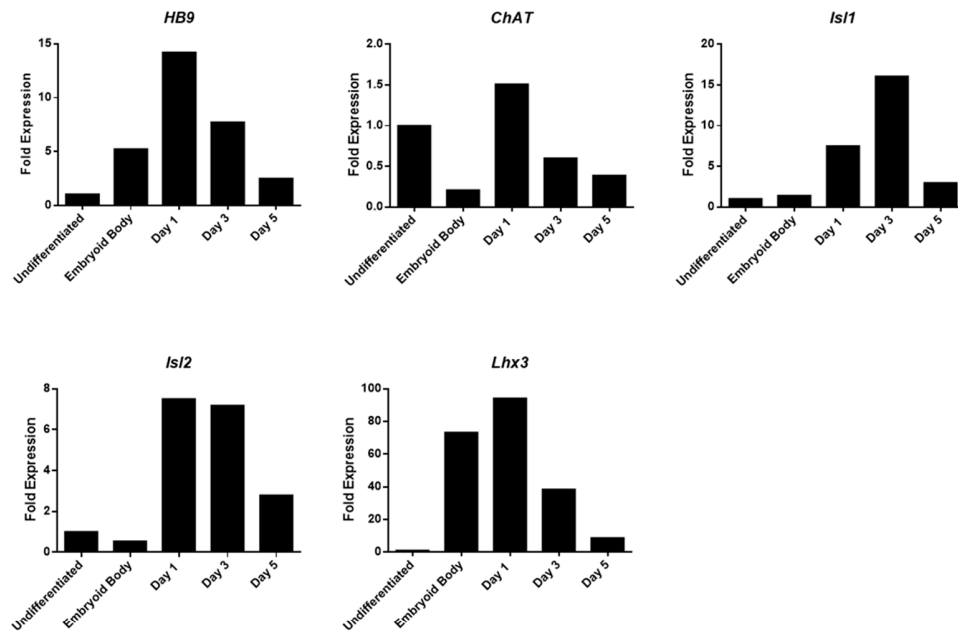 HB9
Fold Expression
15
10
5
0
Undifferentiated
Embryoid Body
Day 1
Day 3
Day 5
ChAT
Fold Expression
2.0
1.5
1.0
0.5
0.0
Undifferentiated
Embryoid Body
Day 1
Day 3
Day 5
Isl1
Fold Expression
20
15
10
5
0
Undifferentiated
Embryoid Body
Day 1
Day 3
Day 5
Isl2
Fold Expression
8
6
4
2
0
Undifferentiated
Embryoid Body
Day 1
Day 3
Day 5
Lhx3
Fold Expression
100
80
60
40
20
0
Undifferentiated
Embryoid Body
Day 1
Day 3
Day 5